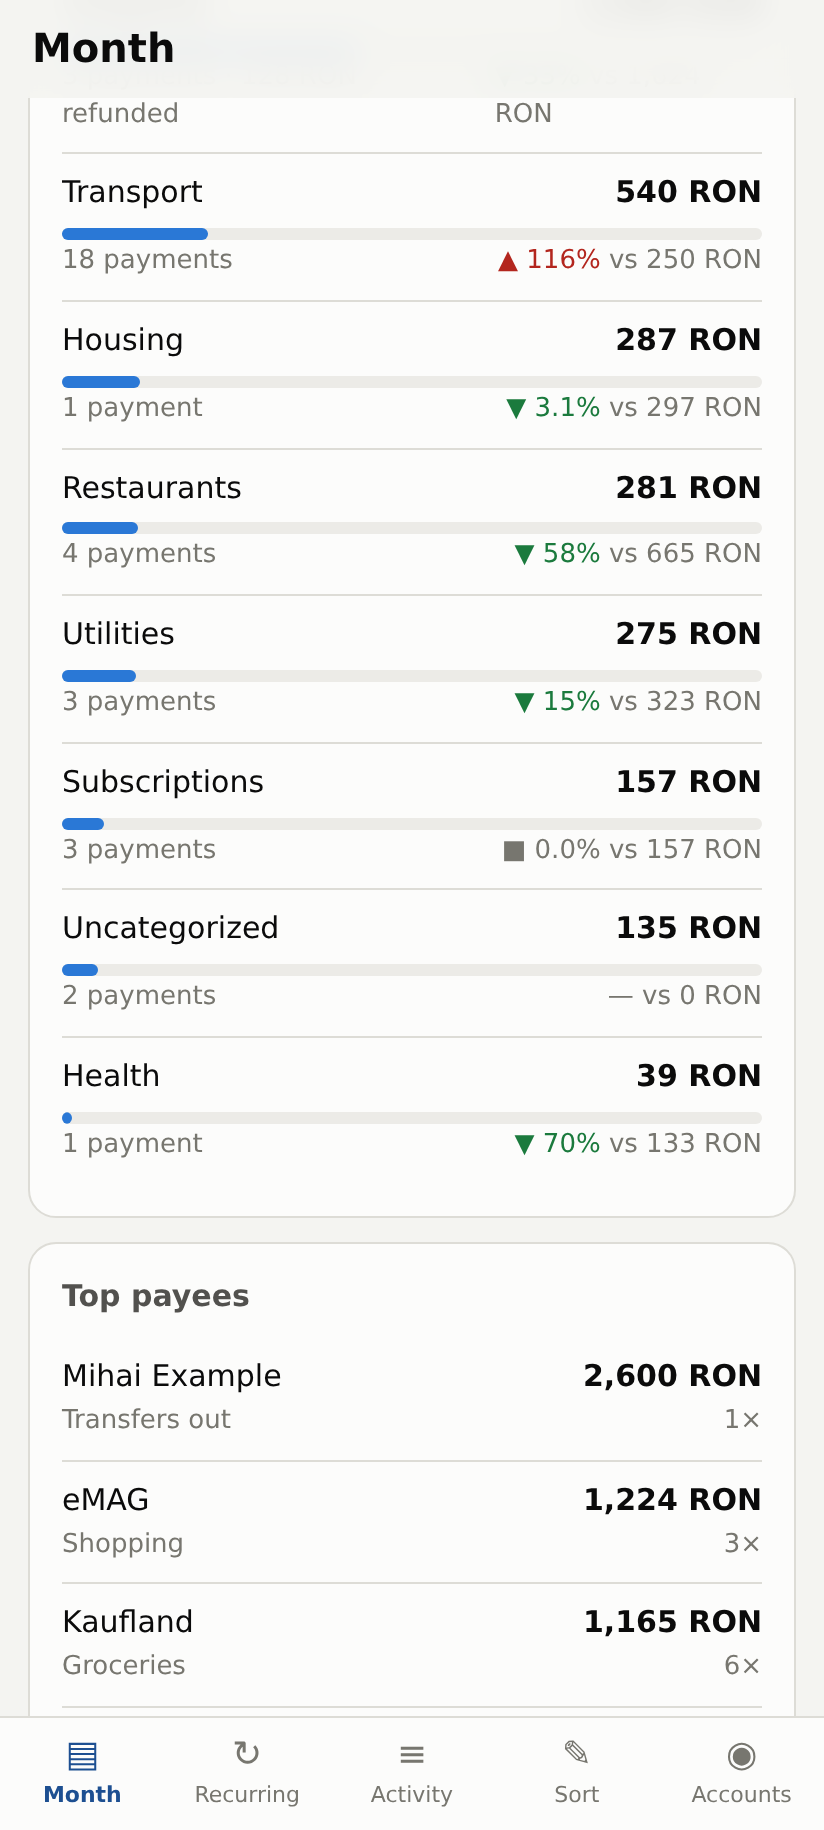 Month
refunded RON
Transport 540 RON
18 payments ▲ 116% vs 250 RON
Housing 287 RON
1 payment ▼ 3.1% vs 297 RON
Restaurants 281 RON
4 payments ▼ 58% vs 665 RON
Utilities 275 RON
3 payments ▼ 15% vs 323 RON
Subscriptions 157 RON
3 payments ■ 0.0% vs 157 RON
Uncategorized 135 RON
2 payments — vs 0 RON
Health 39 RON
1 payment ▼ 70% vs 133 RON
Top payees
Mihai Example 2,600 RON
Transfers out 1×
eMAG 1,224 RON
Shopping 3×
Kaufland 1,165 RON
Groceries 6×
Month Recurring Activity Sort Accounts